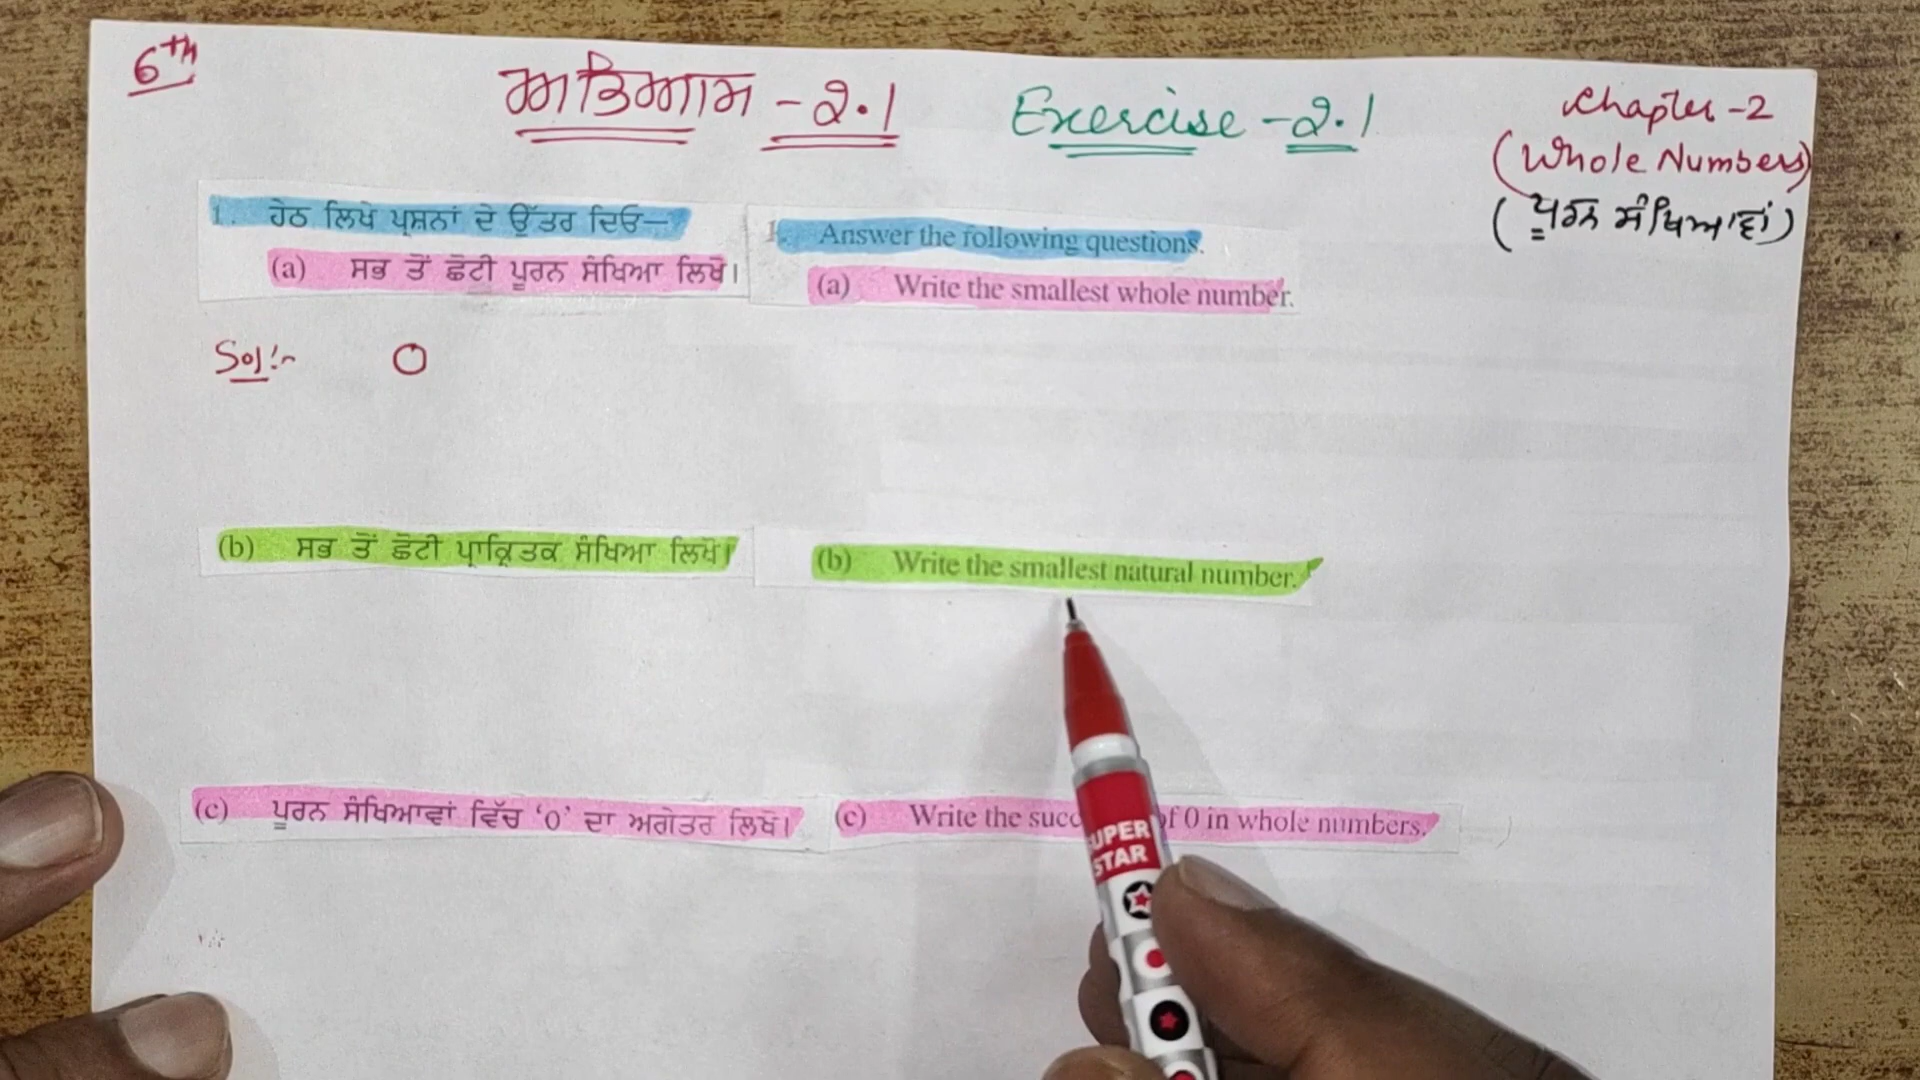 6th
ਅਭਿਆਸ - 2.1
Exercise - 2.1
Chapter - 2
(Whole Numbers)
(ਪੂਰਨ ਸੰਖਿਆਵਾਂ)
1. ਹੇਠ ਲਿਖੇ ਪ੍ਰਸ਼ਨਾਂ ਦੇ ਉੱਤਰ ਦਿਓ—
(a) ਸਭ ਤੋਂ ਛੋਟੀ ਪੂਰਨ ਸੰਖਿਆ ਲਿਖੋ।
1. Answer the following questions.
(a) Write the smallest whole number.
Sol:- 0
(b) ਸਭ ਤੋਂ ਛੋਟੀ ਪ੍ਰਾਕ੍ਰਿਤਕ ਸੰਖਿਆ ਲਿਖੋ।
(b) Write the smallest natural number.
(c) ਪੂਰਨ ਸੰਖਿਆਵਾਂ ਵਿੱਚ ‘0’ ਦਾ ਅਗੇਤਰ ਲਿਖੋ।
(c) Write the succ of 0 in whole numbers.
SUPER
STAR